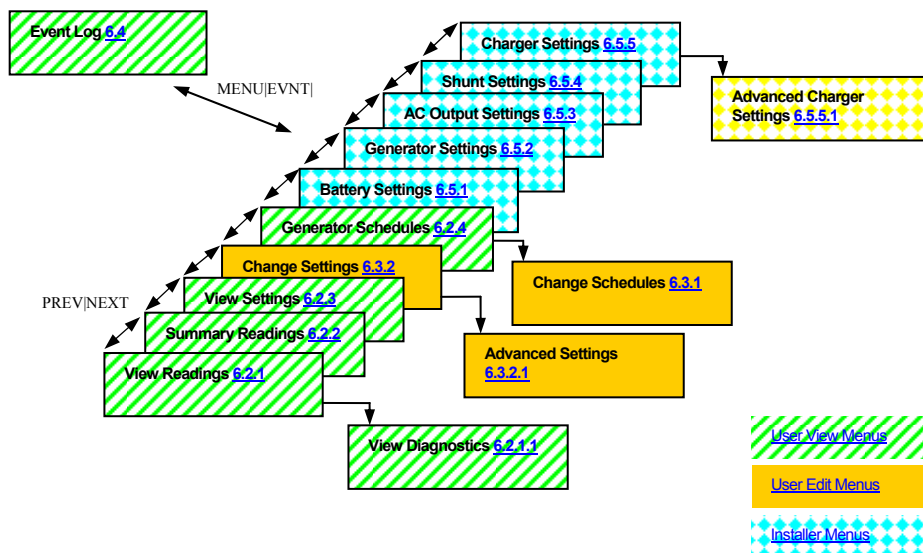 Event Log 6.4
MENU|EVNT|
Charger Settings 6.5.5
Shunt Settings 6.5.4
AC Output Settings 6.5.3
Generator Settings 6.5.2
Battery Settings 6.5.1
Generator Schedules 6.2.4
Change Settings 6.3.2
View Settings 6.2.3
Summary Readings 6.2.2
View Readings 6.2.1
PREV|NEXT
Advanced Charger
Settings 6.5.5.1
Change Schedules 6.3.1
Advanced Settings
6.3.2.1
View Diagnostics 6.2.1.1
User View Menus
User Edit Menus
Installer Menus